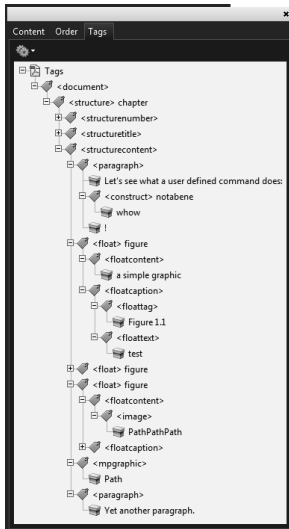 Content Order Tags
Tags
<document>
<structure> chapter
<structurenumber>
<structuretitle>
<structurecontent>
<paragraph>
Let's see what a user defined command does:
<construct> notabene
whow
!
<float> figure
<floatcontent>
a simple graphic
<floatcaption>
<floattag>
Figure 1.1
<floattext>
test
<float> figure
<float> figure
<floatcontent>
<image>
PathPathPath
<floatcaption>
<mpgraphic>
Path
<paragraph>
Yet another paragraph.